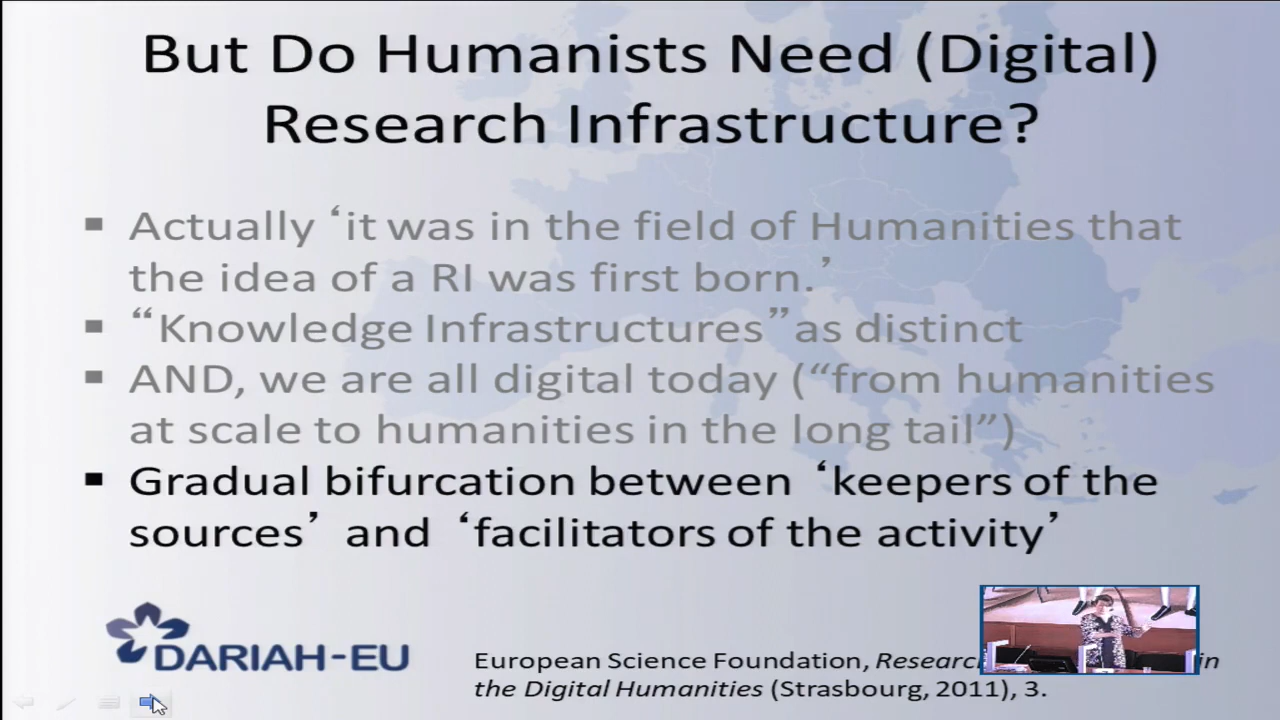 But Do Humanists Need (Digital)
Research Infrastructure?
▪ Actually ‘it was in the field of Humanities that
the idea of a RI was first born.’
▪ “Knowledge Infrastructures”as distinct
▪ AND, we are all digital today (“from humanities
at scale to humanities in the long tail”)
▪ Gradual bifurcation between ‘keepers of the
sources’ and ‘facilitators of the activity’
DARIAH-EU
European Science Foundation, Research in
the Digital Humanities (Strasbourg, 2011), 3.